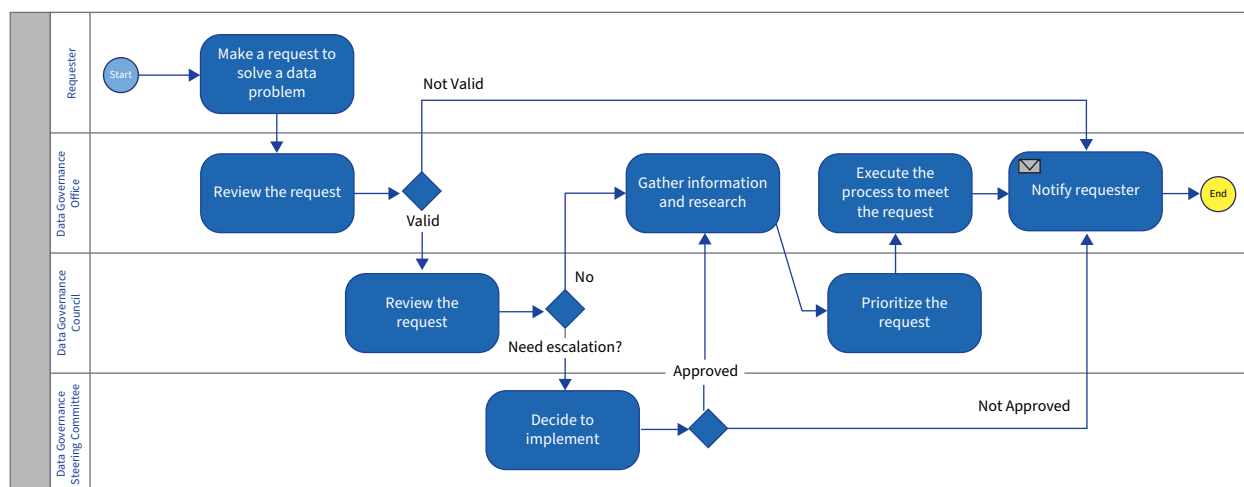 Requester
Start
Make a request to
solve a data
problem
Not Valid
Data Governance
Office
Review the request
Valid
Gather information
and research
Execute the
process to meet
the request
Notify requester
End
Data Governance
Council
Review the
request
No
Need escalation?
Prioritize the
request
Data Governance
Steering Committee
Decide to
implement
Approved
Not Approved